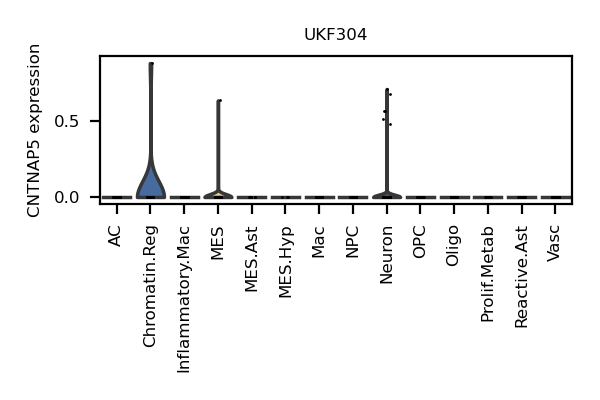 UKF304
CNTNAP5 expression
0.5
0.0
AC
Chromatin.Reg
Inflammatory.Mac
MES
MES.Ast
MES.Hyp
Mac
NPC
Neuron
OPC
Oligo
Prolif.Metab
Reactive.Ast
Vasc